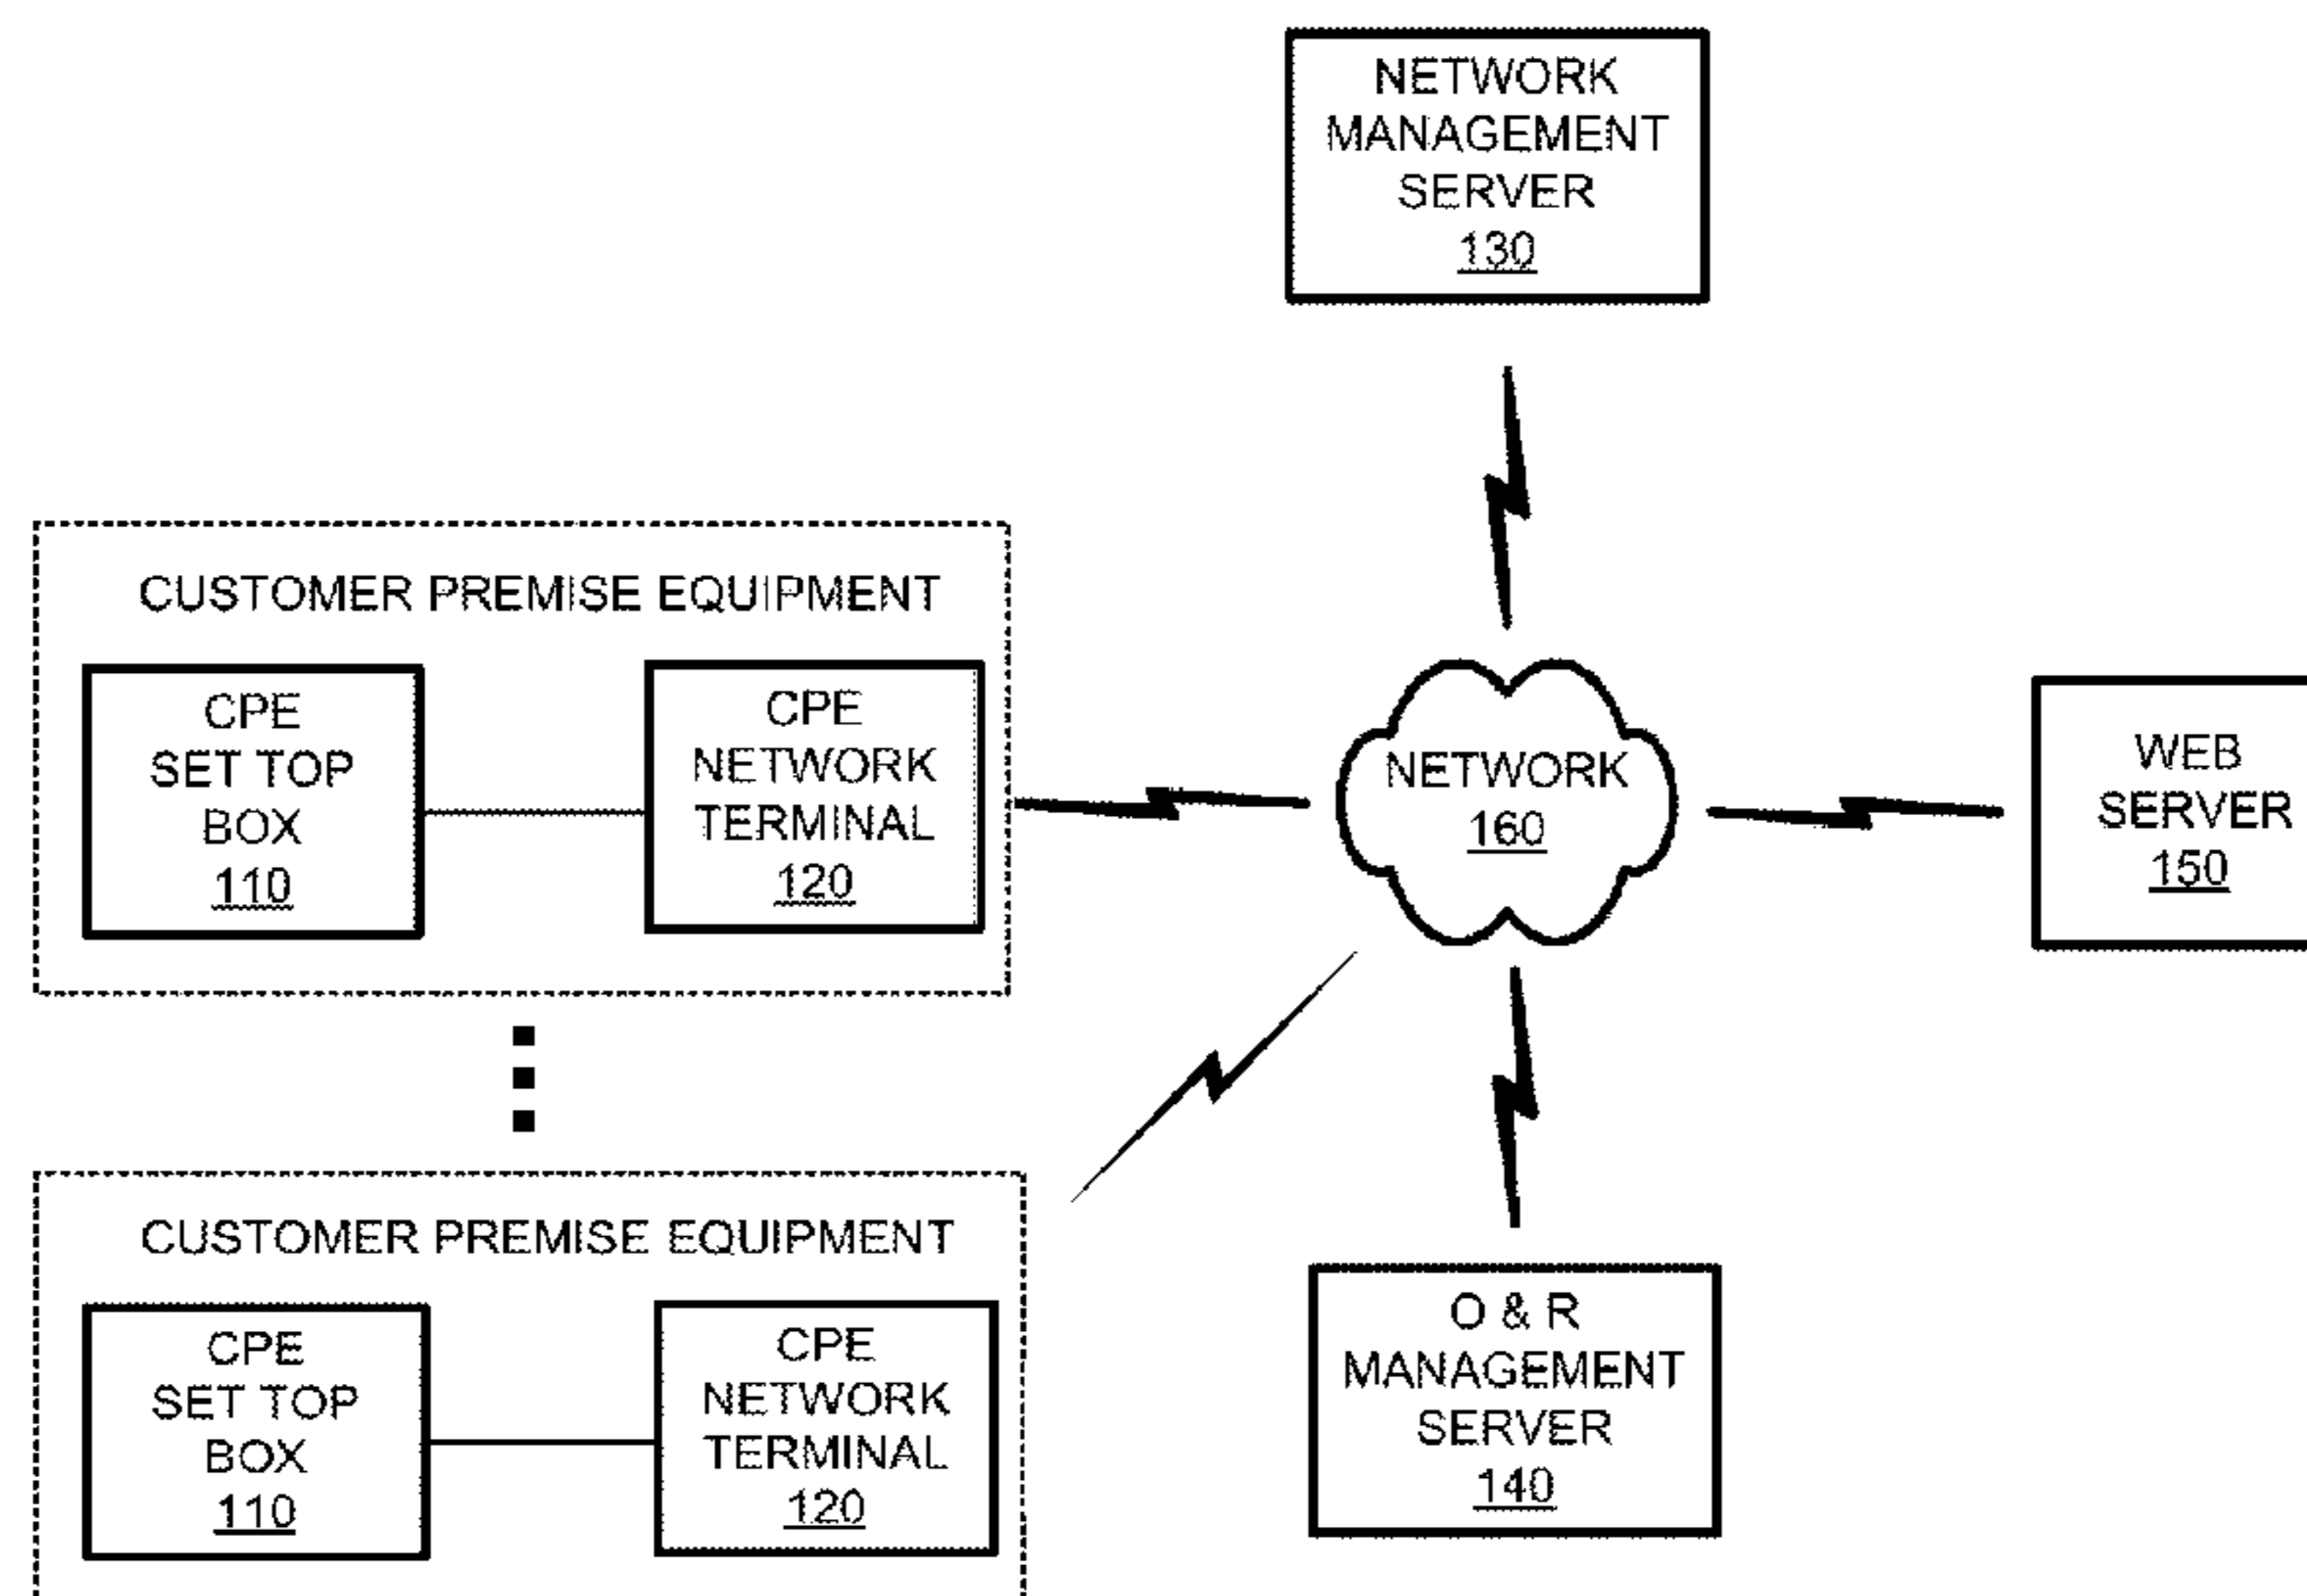 NETWORK
MANAGEMENT
SERVER
130
CUSTOMER PREMISE EQUIPMENT
CPE
SET TOP
BOX
110
CPE
NETWORK
TERMINAL
120
NETWORK
160
WEB
SERVER
150
CUSTOMER PREMISE EQUIPMENT
CPE
SET TOP
BOX
110
CPE
NETWORK
TERMINAL
120
O & R
MANAGEMENT
SERVER
140